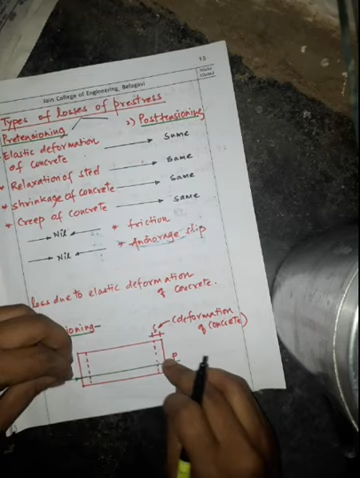 Jain College of Engineering, Belagavi
13
Marks
Types of losses of prestress
Pretensioning 2) Posttensioning
Elastic deformation of concrete → same
* Relaxation of steel → same
* shrinkage of concrete → same
* Creep of concrete → same
→ Nil ← * friction
→ Nil ← * Anchorage slip
loss due to elastic deformation of concrete.
ioning-
(deformation of concrete)
P